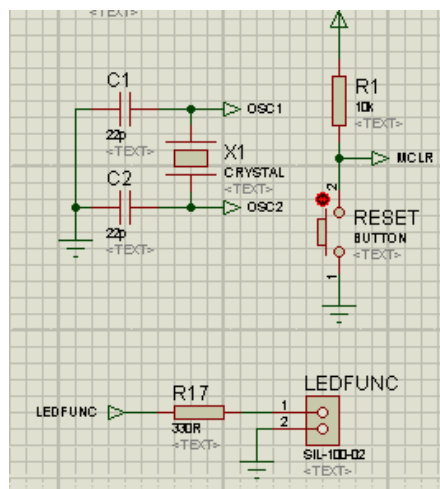 <TEXT>
C1
22p
<TEXT>
OSC1
X1
CRYSTAL
<TEXT>
C2
22p
<TEXT>
OSC2
R1
10k
<TEXT>
MCLR
2
RESET
BUTTON
<TEXT>
1
LEDFUNC
R17
330R
<TEXT>
LEDFUNC
1
2
SIL-100-02
<TEXT>